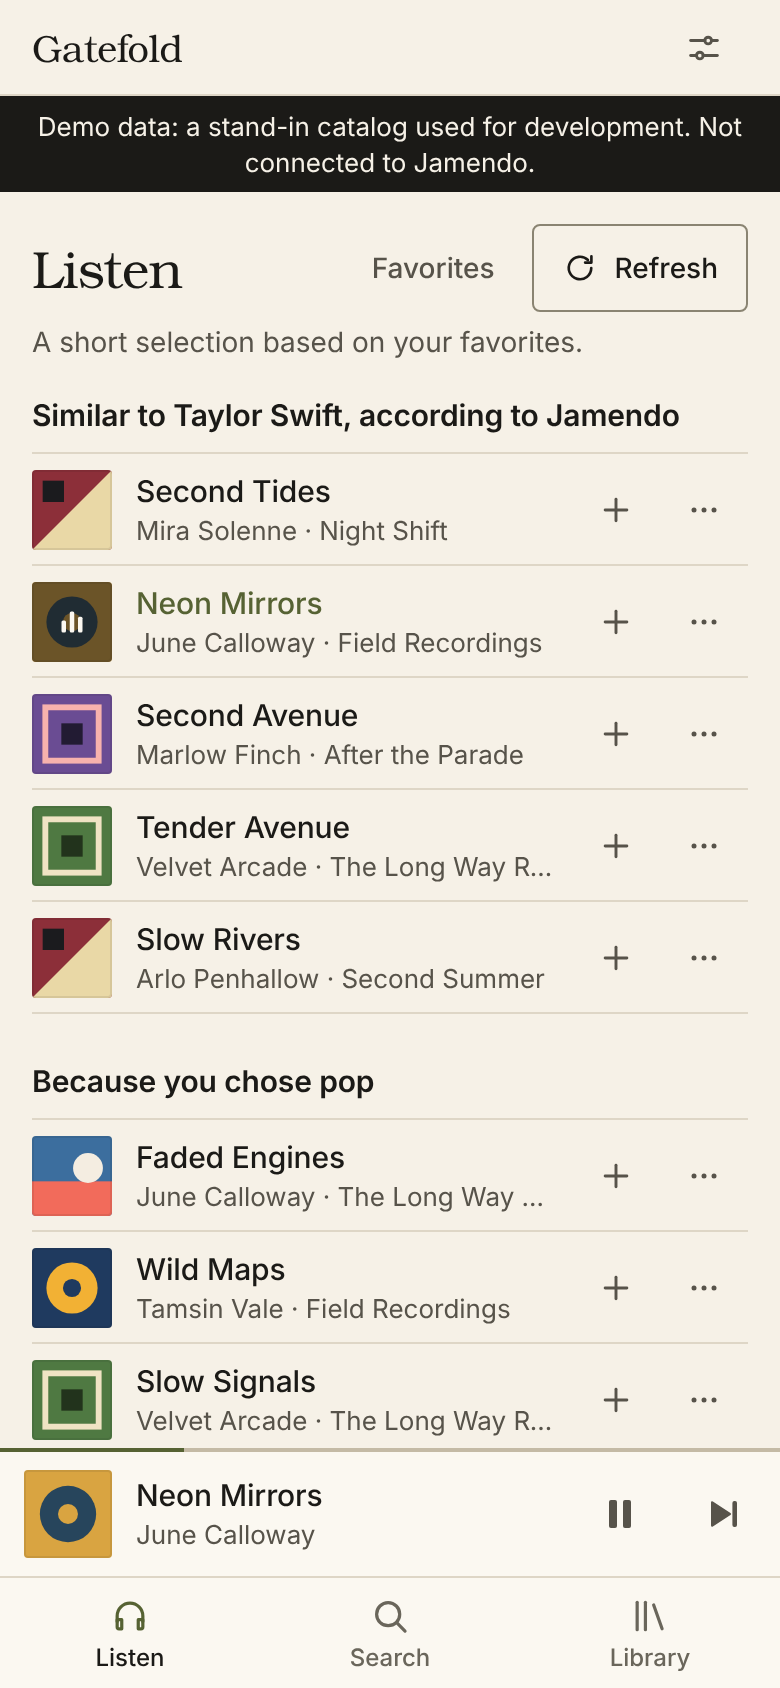 Gatefold
Demo data: a stand-in catalog used for development. Not
connected to Jamendo.
Listen
Favorites
Refresh
A short selection based on your favorites.
Similar to Taylor Swift, according to Jamendo
Second Tides
Mira Solenne · Night Shift
Neon Mirrors
June Calloway · Field Recordings
Second Avenue
Marlow Finch · After the Parade
Tender Avenue
Velvet Arcade · The Long Way R...
Slow Rivers
Arlo Penhallow · Second Summer
Because you chose pop
Faded Engines
June Calloway · The Long Way ...
Wild Maps
Tamsin Vale · Field Recordings
Slow Signals
Velvet Arcade · The Long Way R...
Neon Mirrors
June Calloway
Listen
Search
Library